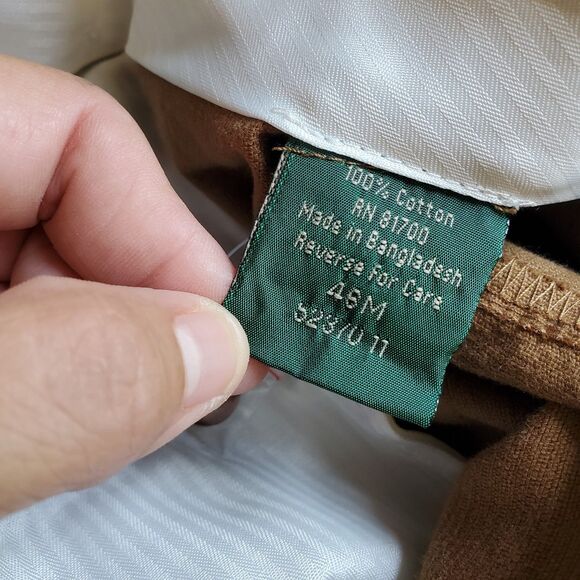 100% Cotton
RN 81700
Made in Bangladesh
Reverse For Care
46M
523/U 11